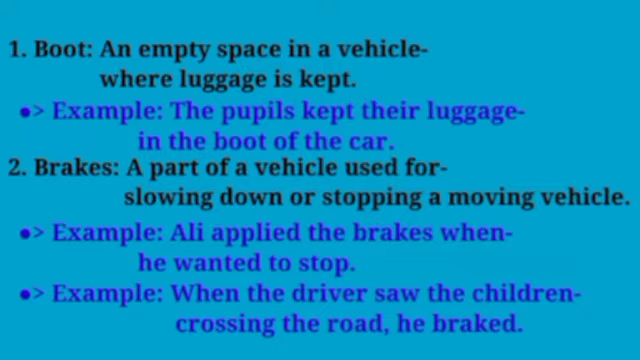 1. Boot: An empty space in a vehicle-
where luggage is kept.
●> Example: The pupils kept their luggage-
in the boot of the car.
2. Brakes: A part of a vehicle used for-
slowing down or stopping a moving vehicle.
●> Example: Ali applied the brakes when-
he wanted to stop.
●> Example: When the driver saw the children-
crossing the road, he braked.